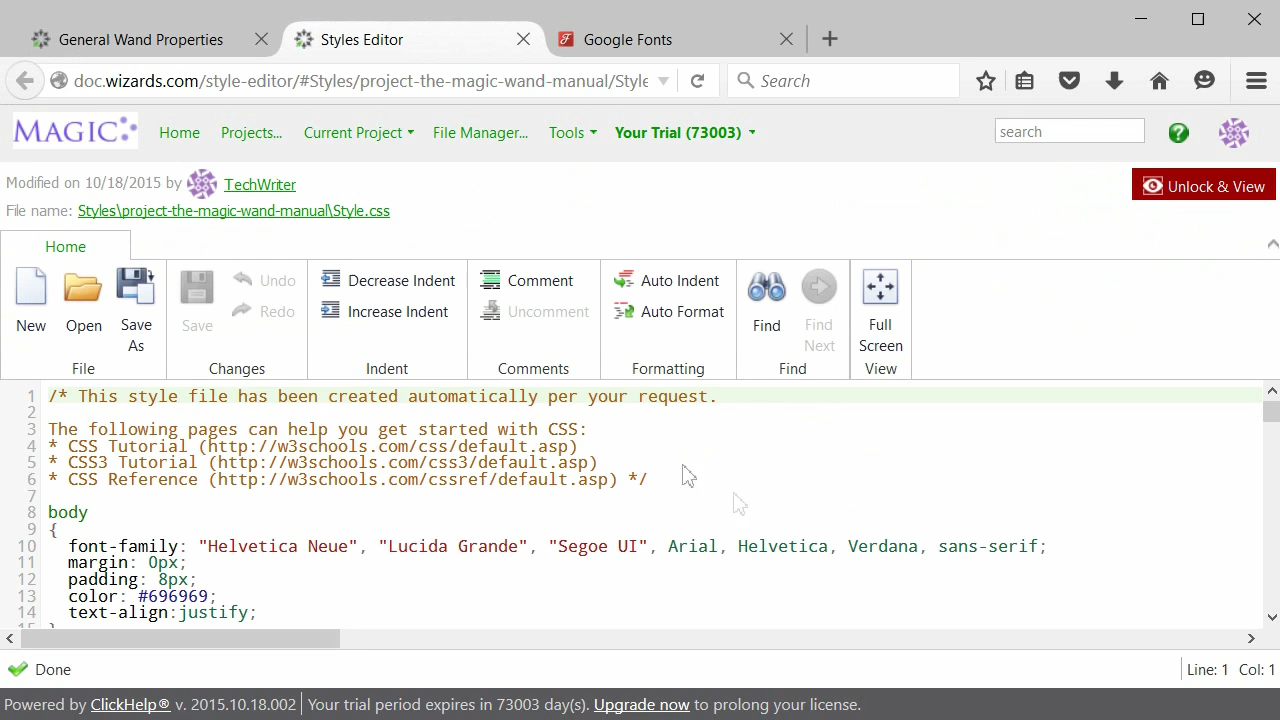 General Wand Properties
Styles Editor
Google Fonts
doc.wizards.com/style-editor/#Styles/project-the-magic-wand-manual/Style
Search
MAGIC
Home Projects... Current Project File Manager... Tools Your Trial (73003)
search
Modified on 10/18/2015 by TechWriter
Unlock & View
File name: Styles\project-the-magic-wand-manual\Style.css
Home
New Open Save As
File
Save Undo Redo
Changes
Decrease Indent
Increase Indent
Indent
Comment
Uncomment
Comments
Auto Indent
Auto Format
Formatting
Find Find Next
Find
Full Screen
View
1 /* This style file has been created automatically per your request.
2
3 The following pages can help you get started with CSS:
4 * CSS Tutorial (http://w3schools.com/css/default.asp)
5 * CSS3 Tutorial (http://w3schools.com/css3/default.asp)
6 * CSS Reference (http://w3schools.com/cssref/default.asp) */
7
8 body
9 {
10 font-family: "Helvetica Neue", "Lucida Grande", "Segoe UI", Arial, Helvetica, Verdana, sans-serif;
11 margin: 0px;
12 padding: 8px;
13 color: #696969;
14 text-align:justify;
15 }
Done
Line: 1 Col: 1
Powered by ClickHelp® v. 2015.10.18.002 Your trial period expires in 73003 day(s). Upgrade now to prolong your license.